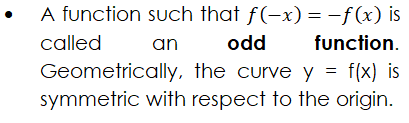 • A function such that f(−x) = −f(x) is
called an odd function.
Geometrically, the curve y = f(x) is
symmetric with respect to the origin.